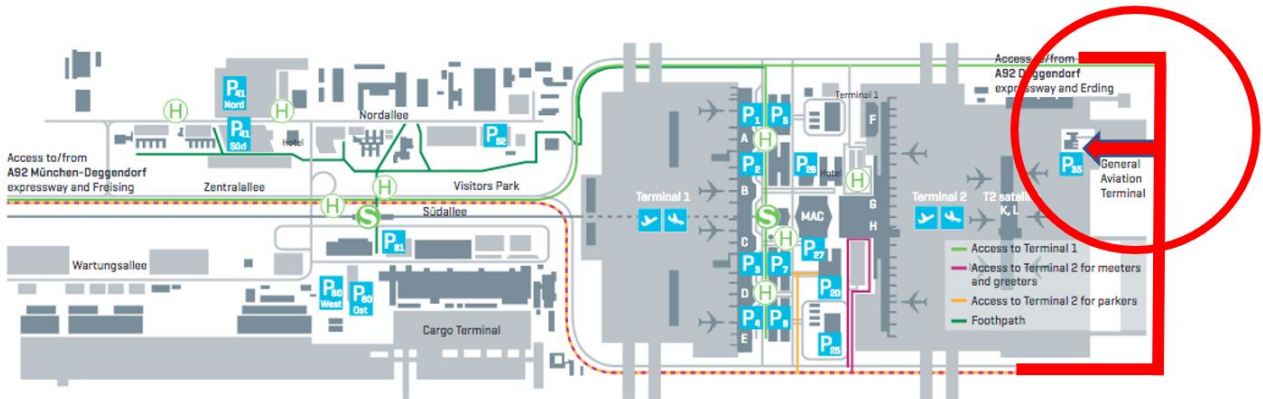 Access to/from
A92 Deggendorf
expressway and Erding
P41
Nord
P41
Süd
H
H
Hotel
Nordallee
P52
Access to/from
A92 München-Deggendorf
expressway and Freising
Zentralallee
H
H
S
Visitors Park
Südallee
P81
Wartungsallee
P80
West
P80
Ost
Cargo Terminal
Terminal 1
P1
P5
A
H
P2
P26
B
Hotel
H
S
MAC
H
C
P27
P3
P7
D
H
P20
P4
P8
E
P25
Terminal 1
F
G
H
Terminal 2
T2 satellite
K, L
P35
General
Aviation
Terminal
Access to Terminal 1
Access to Terminal 2 for meeters
and greeters
Access to Terminal 2 for parkers
Foothpath